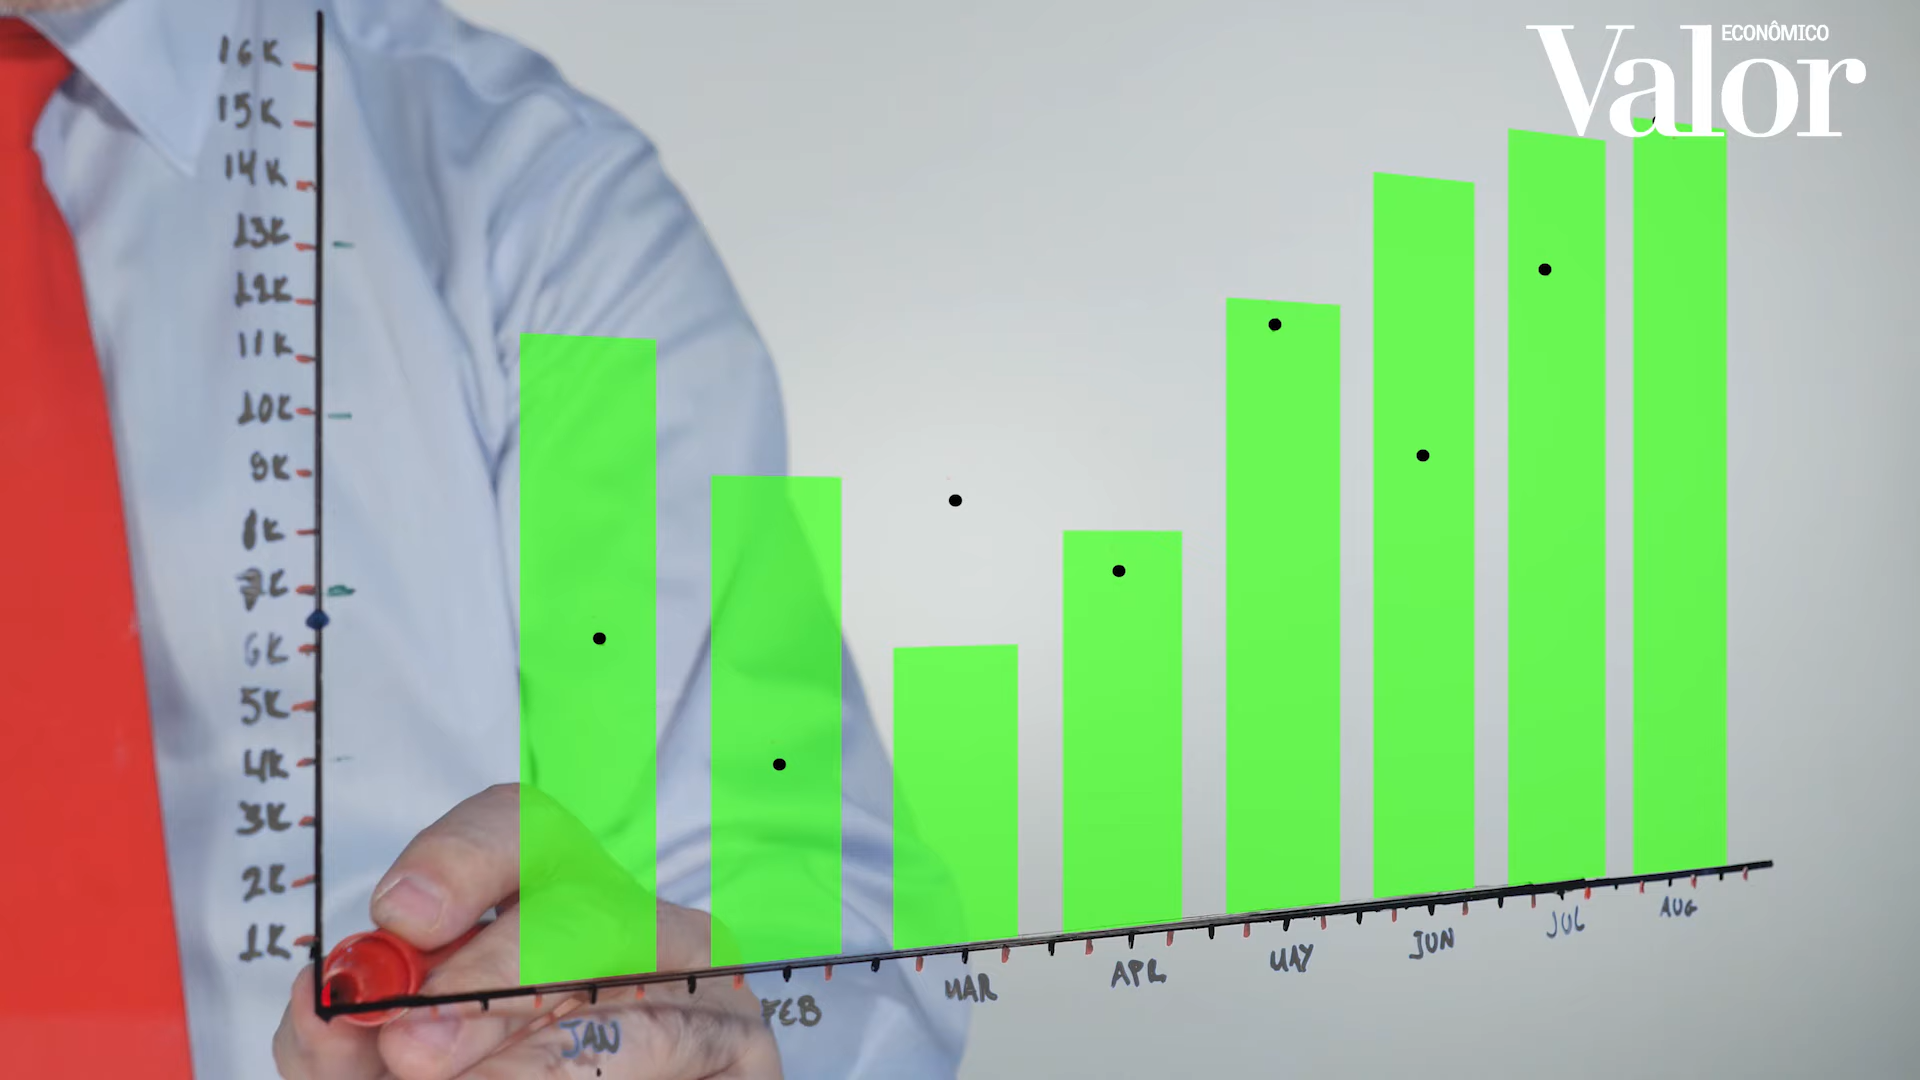 ECONÔMICO
Valor
16K
15K
14K
13K
12K
11K
10K
9K
8K
7K
6K
5K
4K
3K
2K
1K
JAN
FEB
MAR
APR
MAY
JUN
JUL
AUG